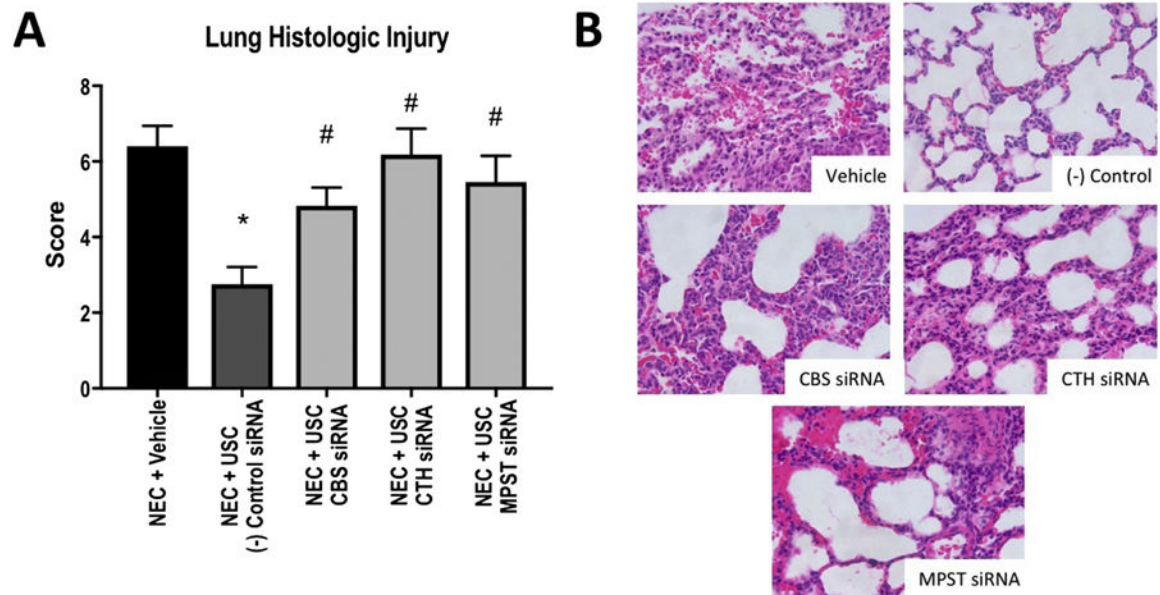 A
Lung Histologic Injury
Score
8
6
4
2
0
*
#
#
#
NEC + Vehicle
NEC + USC
(-) Control siRNA
NEC + USC
CBS siRNA
NEC + USC
CTH siRNA
NEC + USC
MPST siRNA
B
Vehicle
(-) Control
CBS siRNA
CTH siRNA
MPST siRNA